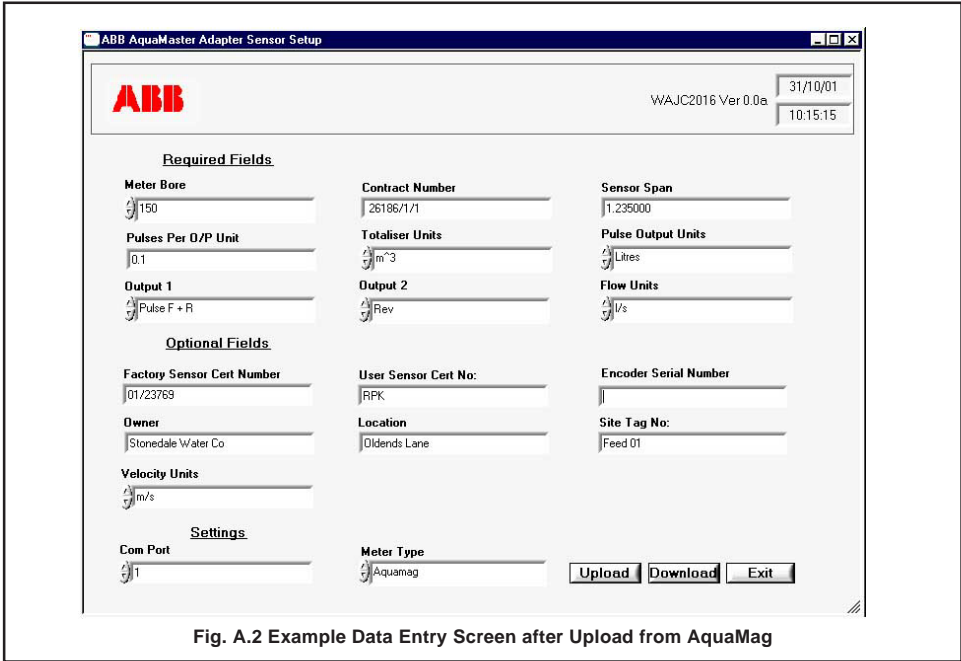 ABB AquaMaster Adapter Sensor Setup
ABB
WAJC2016 Ver 0.0a
31/10/01
10:15:15
Required Fields
Meter Bore
Contract Number
Sensor Span
150
26186/1/1
1.235000
Pulses Per O/P Unit
Totaliser Units
Pulse Output Units
0.1
m^3
Litres
Output 1
Output 2
Flow Units
Pulse F + R
Rev
l/s
Optional Fields
Factory Sensor Cert Number
User Sensor Cert No:
Encoder Serial Number
01/23769
RPK
Owner
Location
Site Tag No:
Stonedale Water Co
Oldends Lane
Feed 01
Velocity Units
m/s
Settings
Com Port
Meter Type
1
Aquamag
Upload
Download
Exit
Fig. A.2 Example Data Entry Screen after Upload from AquaMag